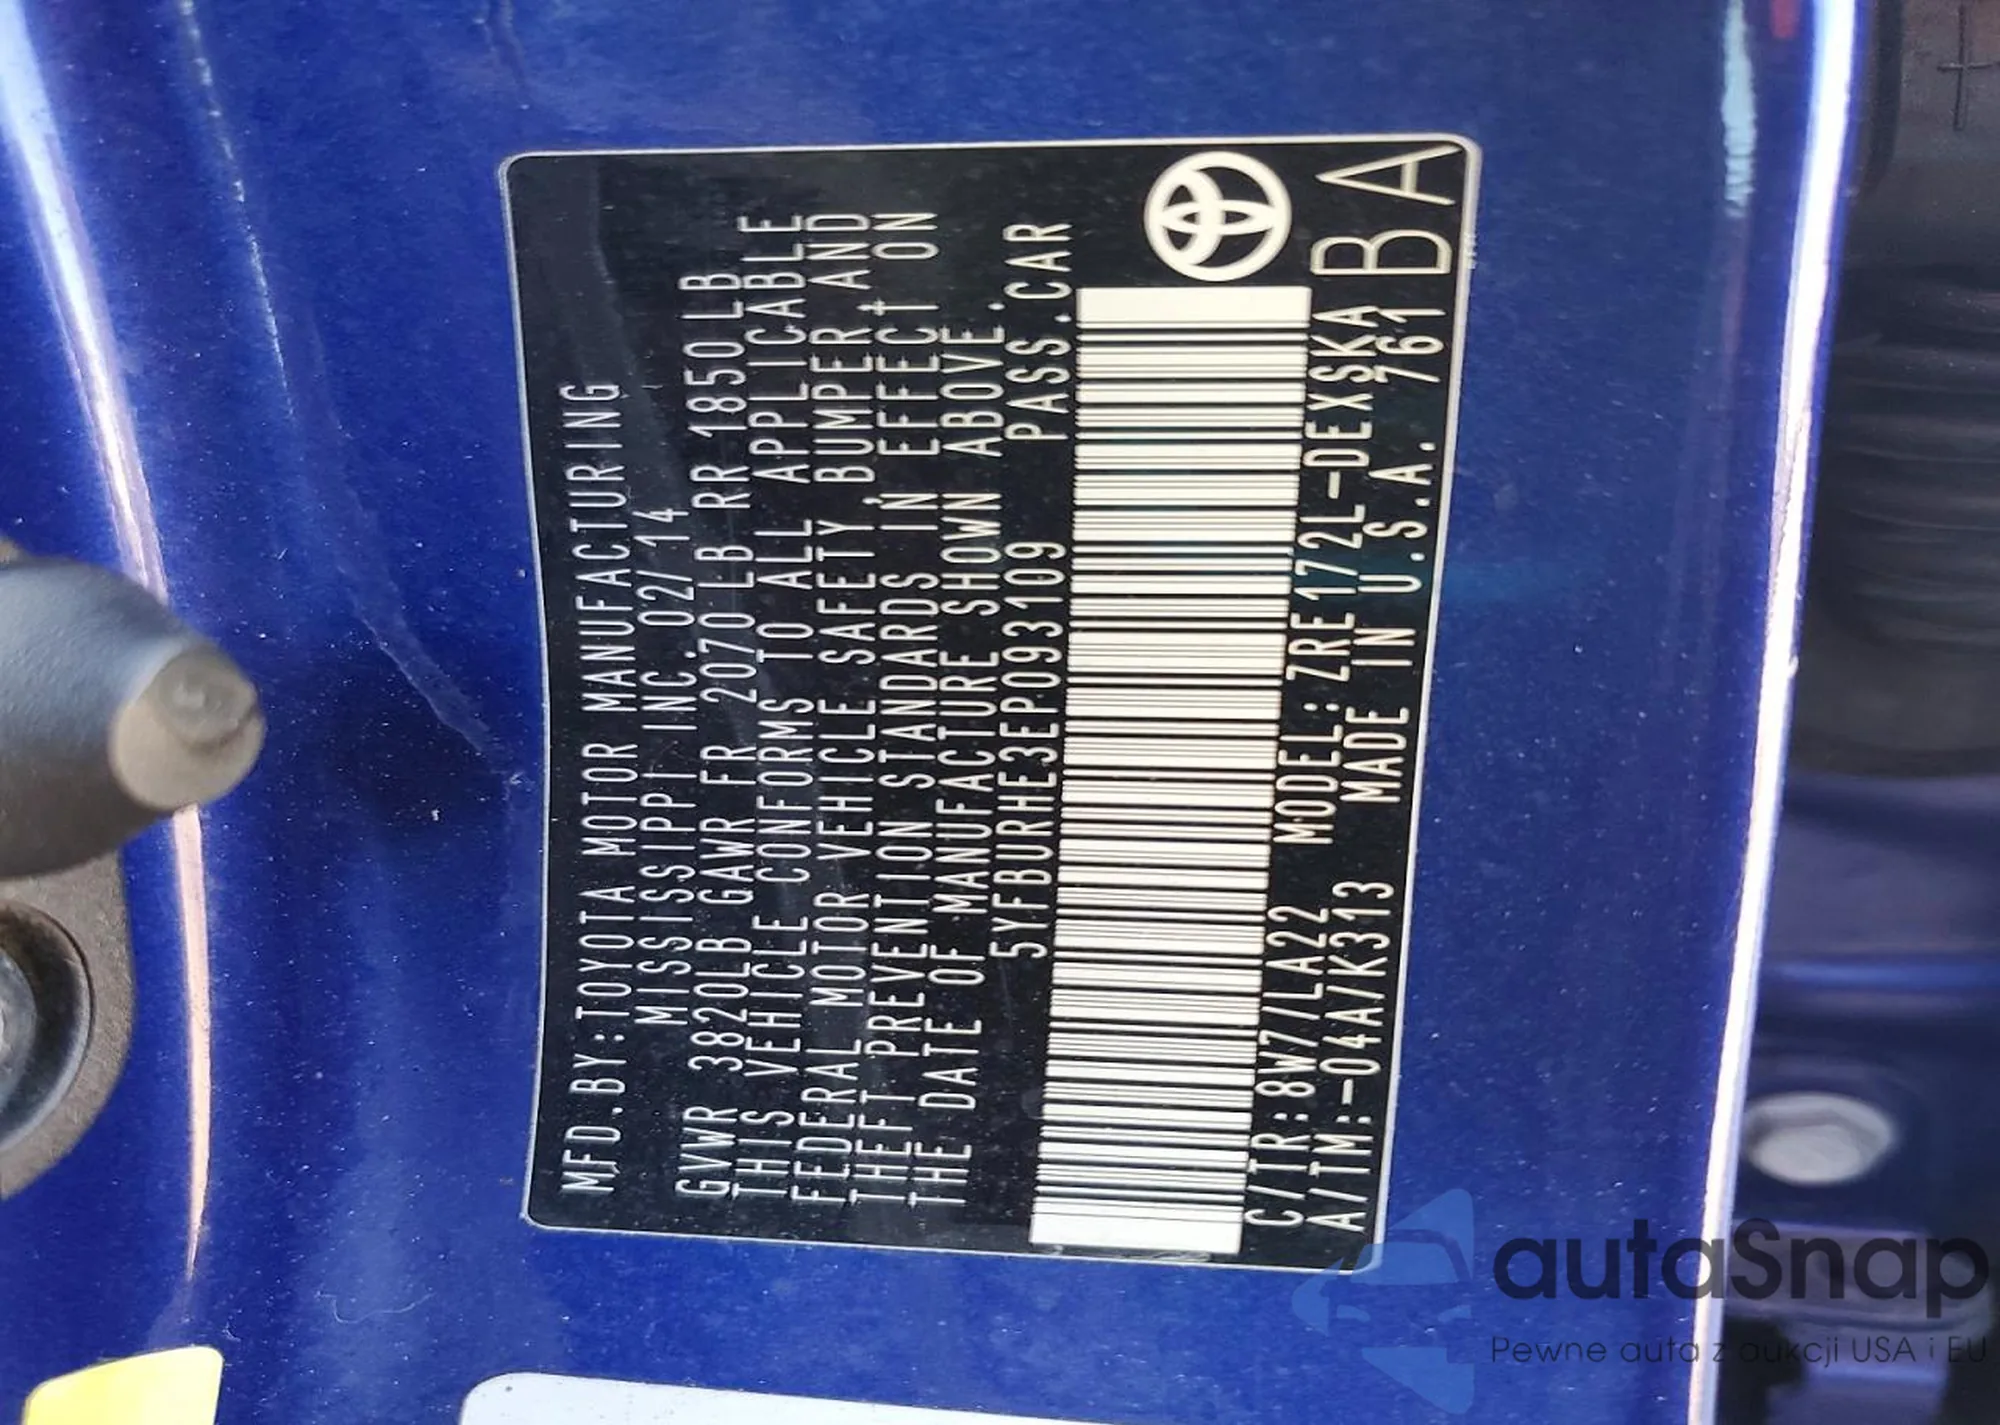 MFD.BY:TOYOTA MOTOR MANUFACTURING
MISSISSIPPI INC. 02/14
GVWR 3820LB GAWR FR 2070LB RR 1850LB
THIS VEHICLE CONFORMS TO ALL APPLICABLE
FEDERAL MOTOR VEHICLE SAFETY, BUMPER, AND
THEFT PREVENTION STANDARDS IN EFFECT ON
THE DATE OF MANUFACTURE SHOWN ABOVE.
5YFBURHE3EP093109 PASS.CAR
C/TR:8W7/LA22 MODEL:ZRE172L-DEXSKA
A/TM:-04A/K313 MADE IN U.S.A. 761
BA
autaSnap
Pewne auta z aukcji USA i EU